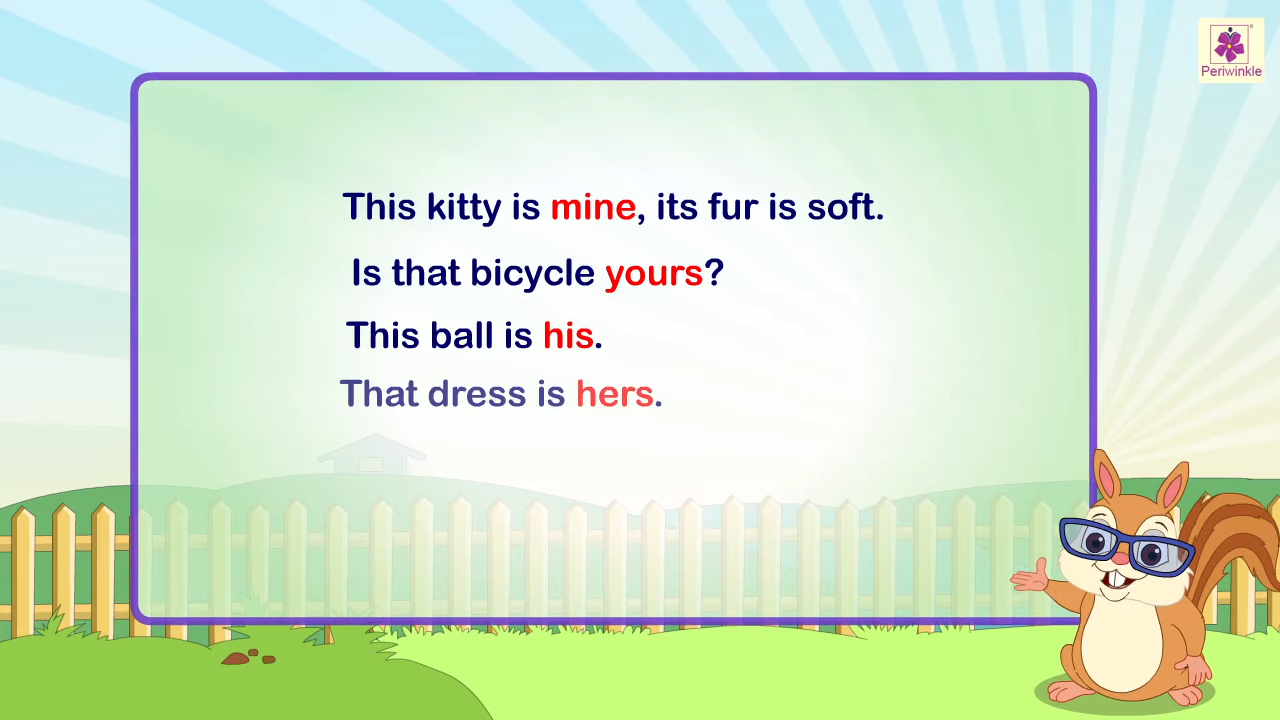 Periwinkle
This kitty is mine, its fur is soft.
Is that bicycle yours?
This ball is his.
That dress is hers.